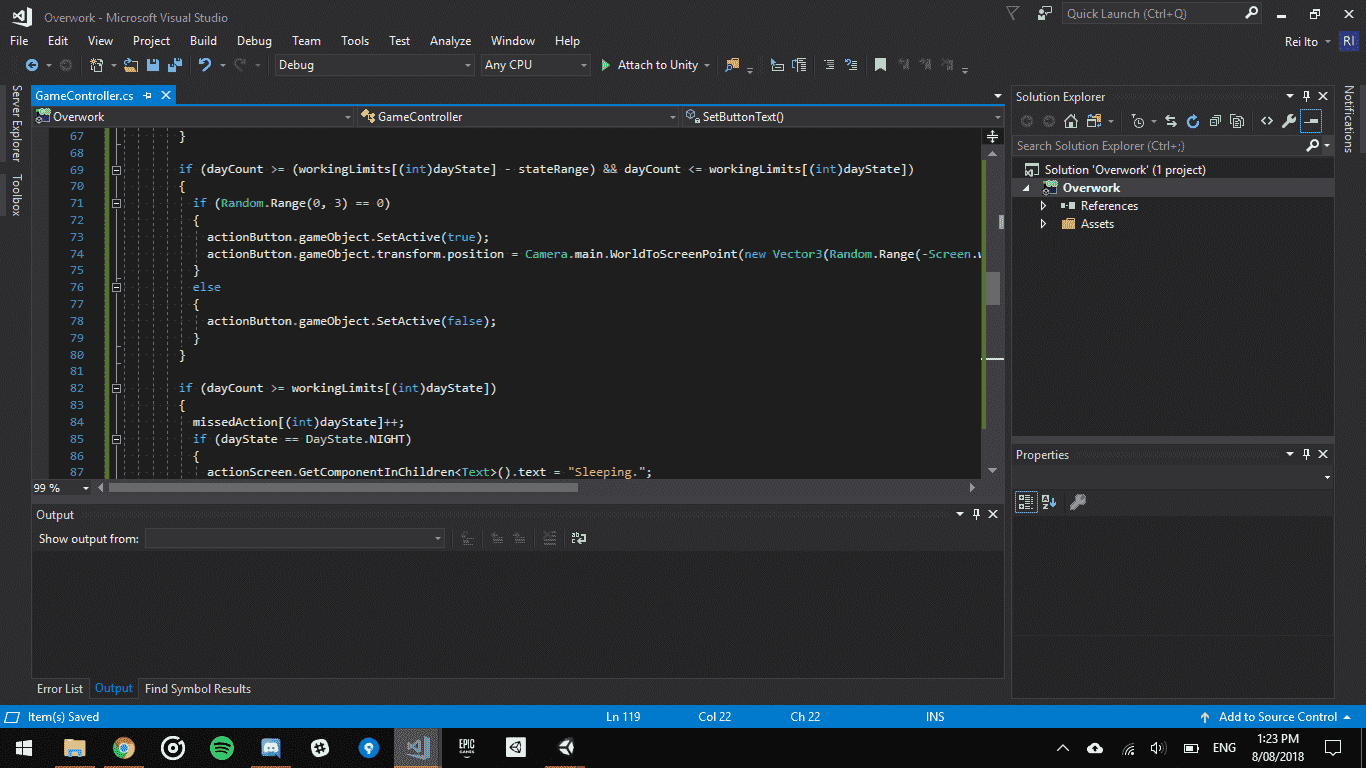 Overwork - Microsoft Visual Studio
Quick Launch (Ctrl+Q)
File Edit View Project Build Debug Team Tools Test Analyze Window Help
Rei Ito RI
Debug Any CPU Attach to Unity
Server Explorer
Toolbox
GameController.cs
Overwork GameController SetButtonText()
67 }
68
69 if (dayCount >= (workingLimits[(int)dayState] - stateRange) && dayCount <= workingLimits[(int)dayState])
70 {
71 if (Random.Range(0, 3) == 0)
72 {
73 actionButton.gameObject.SetActive(true);
74 actionButton.gameObject.transform.position = Camera.main.WorldToScreenPoint(new Vector3(Random.Range(-Screen.w
75 }
76 else
77 {
78 actionButton.gameObject.SetActive(false);
79 }
80 }
81
82 if (dayCount >= workingLimits[(int)dayState])
83 {
84 missedAction[(int)dayState]++;
85 if (dayState == DayState.NIGHT)
86 {
87 actionScreen.GetComponentInChildren<Text>().text = "Sleeping.";
99 %
Output
Show output from:
Error List Output Find Symbol Results
Solution Explorer
Search Solution Explorer (Ctrl+;)
Solution 'Overwork' (1 project)
Overwork
References
Assets
Properties
Notifications
Item(s) Saved Ln 119 Col 22 Ch 22 INS Add to Source Control
EPIC GAMES
ENG
1:23 PM
8/08/2018